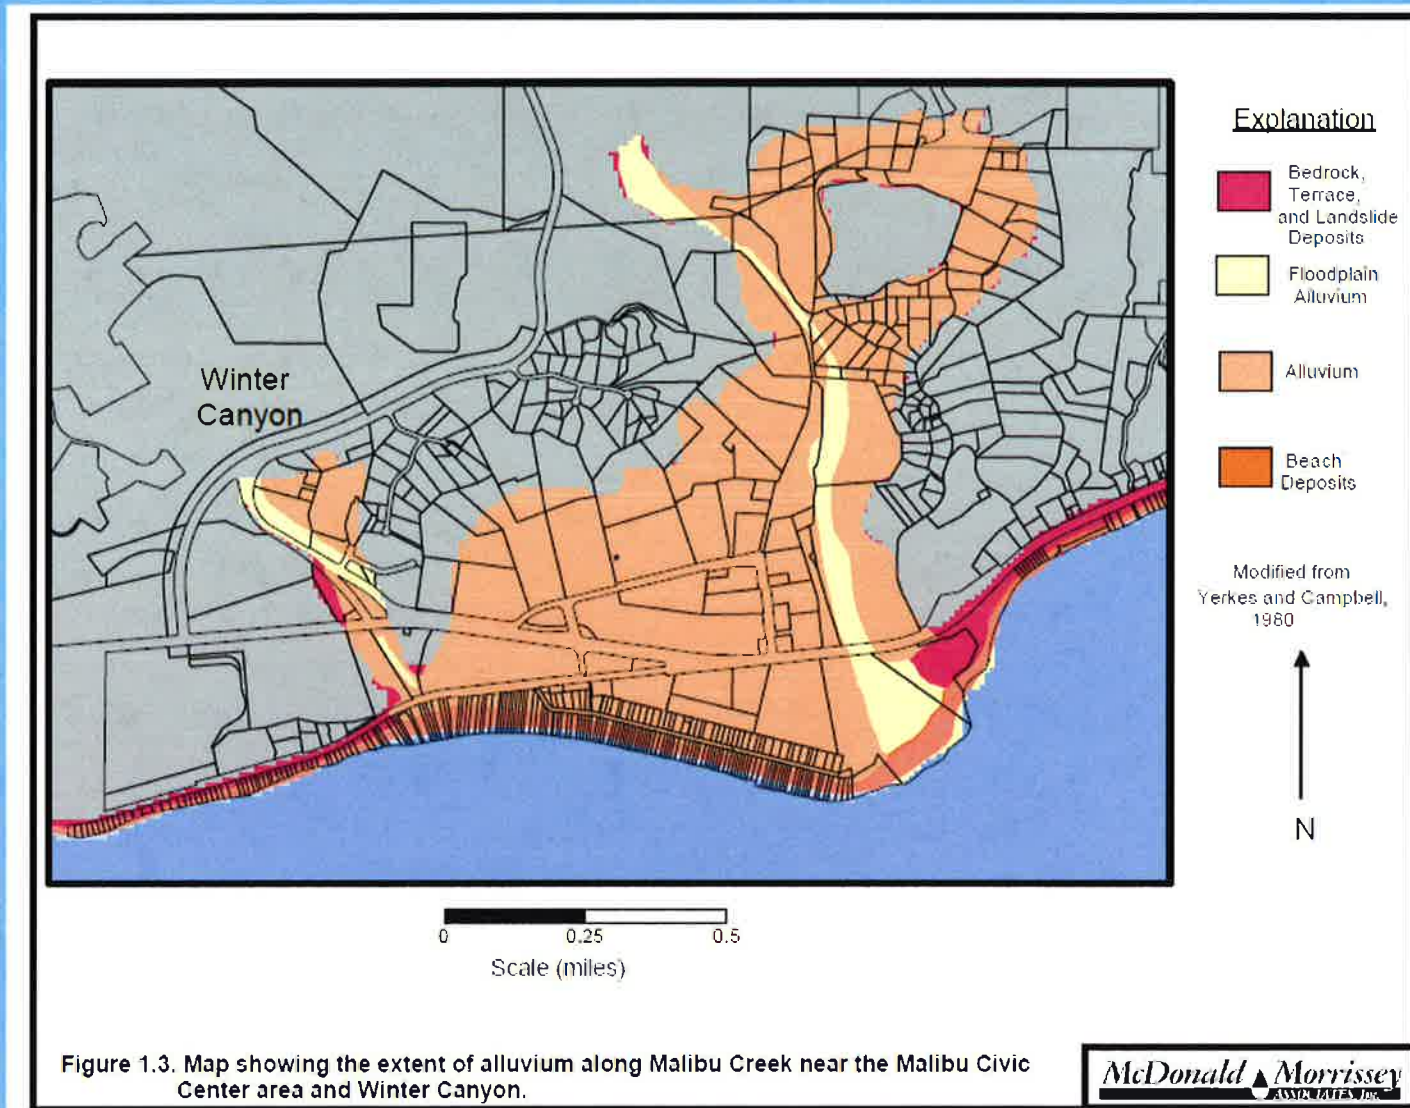 Explanation
Bedrock,
Terrace,
and Landslide
Deposits
Floodplain
Alluvium
Alluvium
Beach
Deposits
Modified from
Yerkes and Campbell,
1980
N
Winter
Canyon
0 0.25 0.5
Scale (miles)
Figure 1.3. Map showing the extent of alluvium along Malibu Creek near the Malibu Civic
Center area and Winter Canyon.
McDonald Morrissey
ASSOCIATES, Inc.